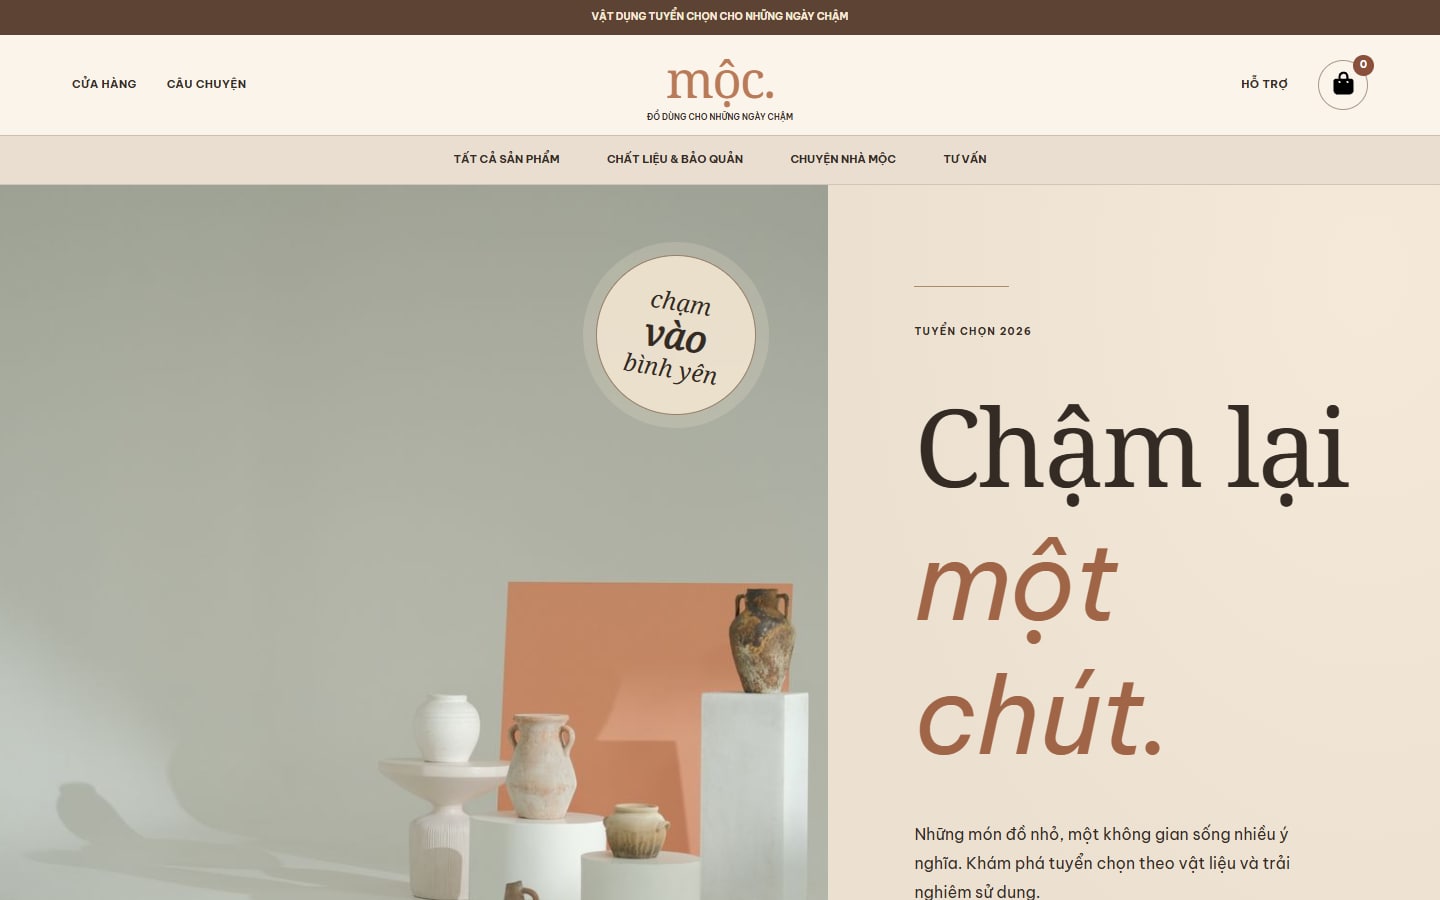 VẬT DỤNG TUYỂN CHỌN CHO NHỮNG NGÀY CHẬM
CỬA HÀNG
CÂU CHUYỆN
mộc.
ĐỒ DÙNG CHO NHỮNG NGÀY CHẬM
HỖ TRỢ
0
TẤT CẢ SẢN PHẨM
CHẤT LIỆU & BẢO QUẢN
CHUYỆN NHÀ MỘC
TƯ VẤN
chạm
vào
bình yên
TUYỂN CHỌN 2026
Chậm lại
một
chút.
Những món đồ nhỏ, một không gian sống nhiều ý
nghĩa. Khám phá tuyển chọn theo vật liệu và trải
nghiệm sử dụng.